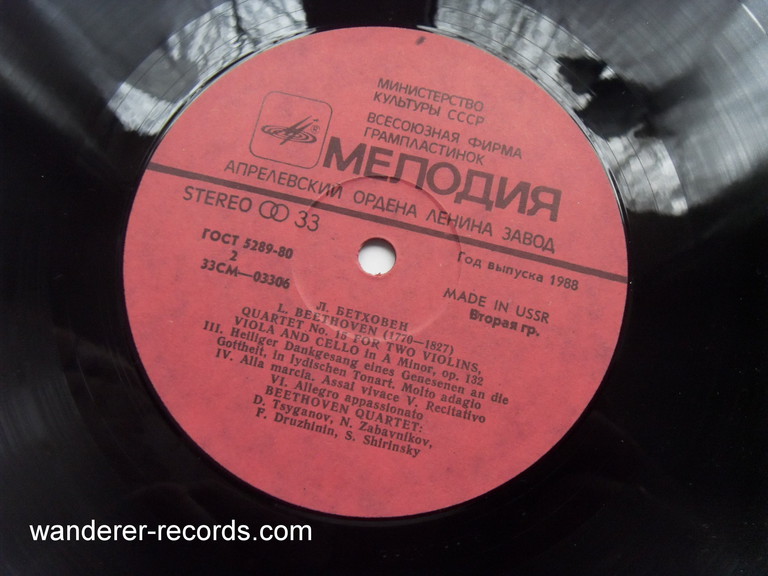 МИНИСТЕРСТВО
КУЛЬТУРЫ СССР
ВСЕСОЮЗНАЯ ФИРМА
ГРАМПЛАСТИНОК
МЕЛОДИЯ
АПРЕЛЕВСКИЙ ОРДЕНА ЛЕНИНА ЗАВОД
STEREO 33
ГОСТ 5289-80
Год выпуска 1988
2
33СМ—03306
MADE IN USSR
Вторая гр.
Л. БЕТХОВЕН
L. BEETHOVEN (1770—1827)
QUARTET No. 15 FOR TWO VIOLINS,
VIOLA AND CELLO in A Minor, op. 132
III. Heiliger Dankgesang eines Genesenen an die
Gottheit, in lydischen Tonart. Molto adagio
IV. Alla marcia. Assai vivace V. Recitativo
VI. Allegro appassionato
BEETHOVEN QUARTET:
D. Tsyganov, N. Zabavnikov,
F. Druzhinin, S. Shirinsky
wanderer-records.com